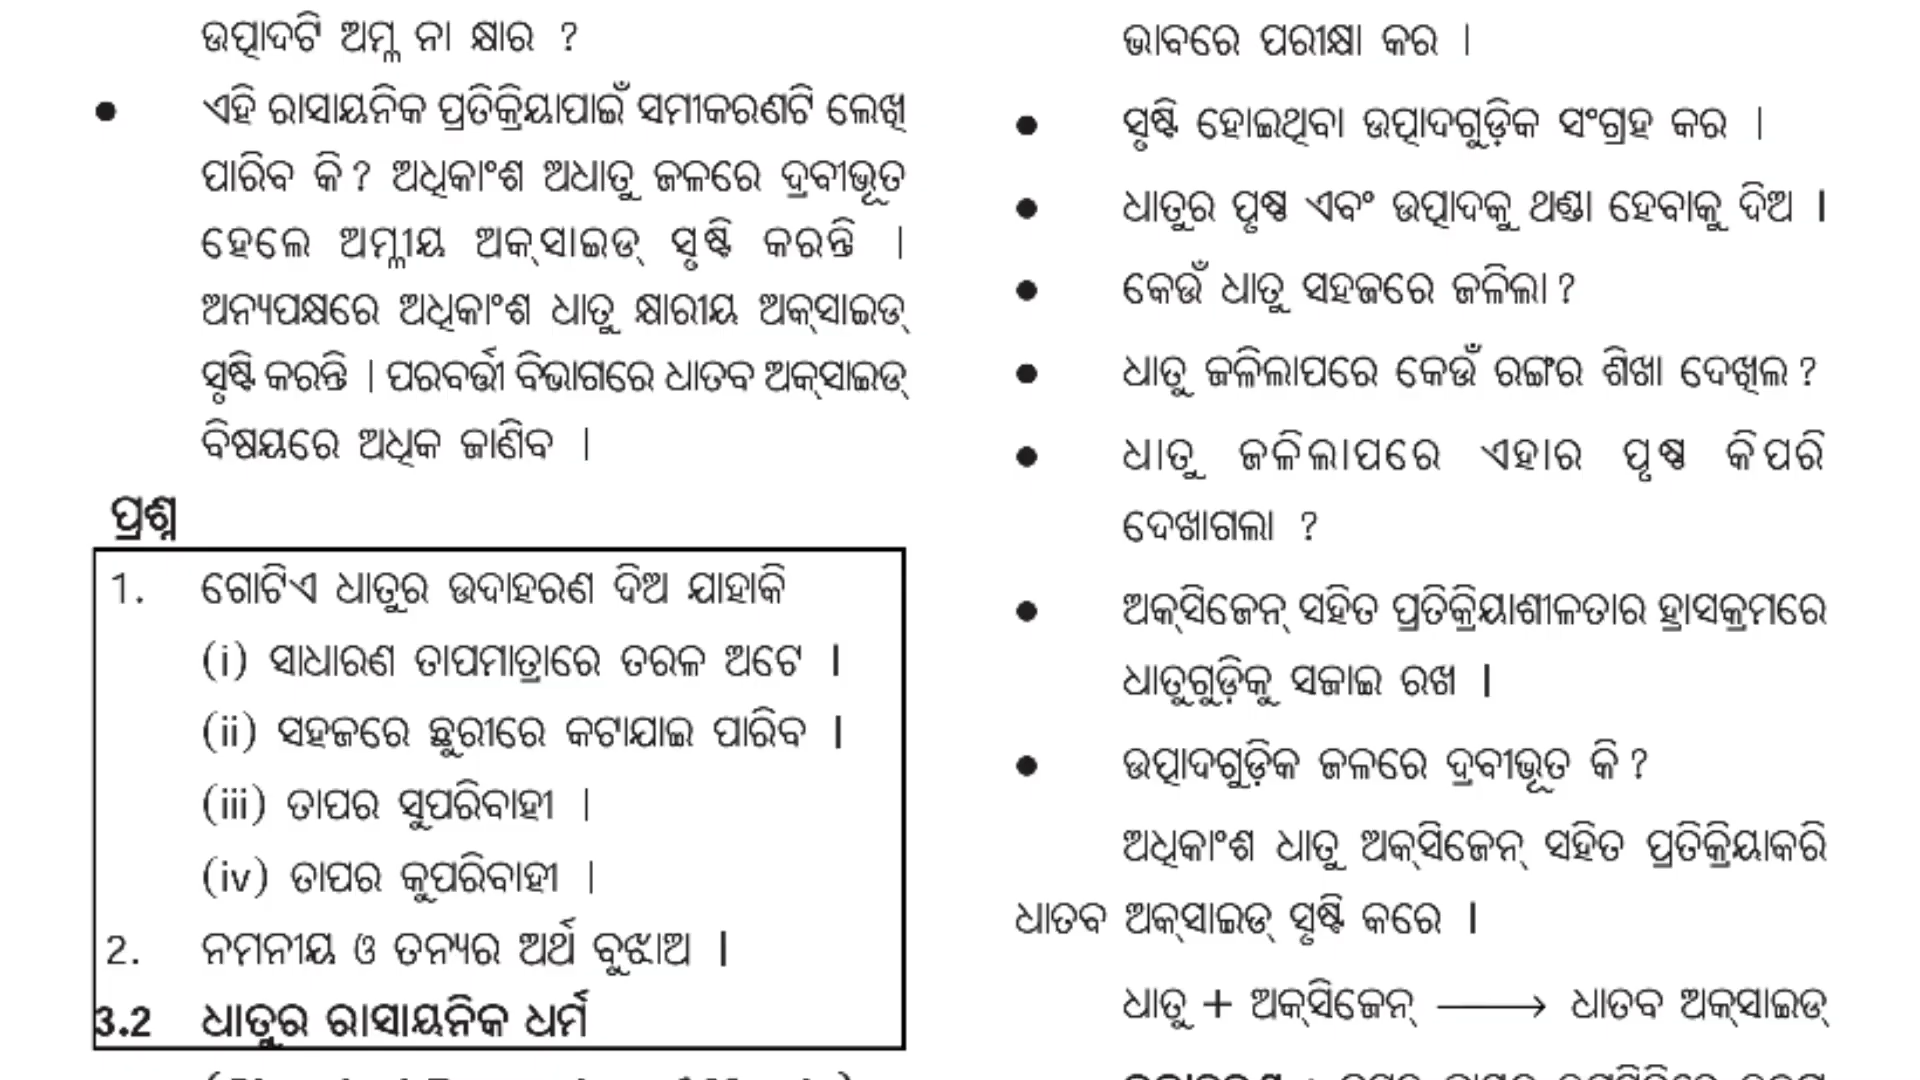 ଉତ୍ପାଦଟି ଅମ୍ଳ ନା କ୍ଷାର ?
● ଏହି ରାସାୟନିକ ପ୍ରତିକ୍ରିୟାପାଇଁ ସମୀକରଣଟି ଲେଖି
ପାରିବ କି ? ଅଧିକାଂଶ ଅଧାତୁ ଜଳରେ ଦ୍ରବୀଭୂତ
ହେଲେ ଅମ୍ଳୀୟ ଅକ୍‌ସାଇଡ୍ ସୃଷ୍ଟି କରନ୍ତି ।
ଅନ୍ୟପକ୍ଷରେ ଅଧିକାଂଶ ଧାତୁ କ୍ଷାରୀୟ ଅକ୍‌ସାଇଡ୍
ସୃଷ୍ଟି କରନ୍ତି । ପରବର୍ତ୍ତୀ ବିଭାଗରେ ଧାତବ ଅକ୍‌ସାଇଡ୍
ବିଷୟରେ ଅଧିକ ଜାଣିବ ।
ପ୍ରଶ୍ନ
1. ଗୋଟିଏ ଧାତୁର ଉଦାହରଣ ଦିଅ ଯାହାକି
(i) ସାଧାରଣ ତାପମାତ୍ରାରେ ତରଳ ଅଟେ ।
(ii) ସହଜରେ ଛୁରୀରେ କଟାଯାଇ ପାରିବ ।
(iii) ତାପର ସୁପରିବାହୀ ।
(iv) ତାପର କୁପରିବାହୀ ।
2. ନମନୀୟ ଓ ତନ୍ୟର ଅର୍ଥ ବୁଝାଅ ।
3.2 ଧାତୁର ରାସାୟନିକ ଧର୍ମ
ଭାବରେ ପରୀକ୍ଷା କର ।
● ସୃଷ୍ଟି ହୋଇଥିବା ଉତ୍ପାଦଗୁଡ଼ିକ ସଂଗ୍ରହ କର ।
● ଧାତୁର ପୃଷ୍ଠ ଏବଂ ଉତ୍ପାଦକୁ ଥଣ୍ଡା ହେବାକୁ ଦିଅ ।
● କେଉଁ ଧାତୁ ସହଜରେ ଜଳିଲା ?
● ଧାତୁ ଜଳିଲାପରେ କେଉଁ ରଙ୍ଗର ଶିଖା ଦେଖିଲ ?
● ଧାତୁ ଜଳିଲାପରେ ଏହାର ପୃଷ୍ଠ କିପରି
ଦେଖାଗଲା ?
● ଅକ୍‌ସିଜେନ୍ ସହିତ ପ୍ରତିକ୍ରିୟାଶୀଳତାର ହ୍ରାସକ୍ରମରେ
ଧାତୁଗୁଡ଼ିକୁ ସଜାଇ ରଖ ।
● ଉତ୍ପାଦଗୁଡ଼ିକ ଜଳରେ ଦ୍ରବୀଭୂତ କି ?
ଅଧିକାଂଶ ଧାତୁ ଅକ୍‌ସିଜେନ୍ ସହିତ ପ୍ରତିକ୍ରିୟାକରି
ଧାତବ ଅକ୍‌ସାଇଡ୍ ସୃଷ୍ଟି କରେ ।
ଧାତୁ + ଅକ୍‌ସିଜେନ୍ ⟶ ଧାତବ ଅକ୍‌ସାଇଡ୍